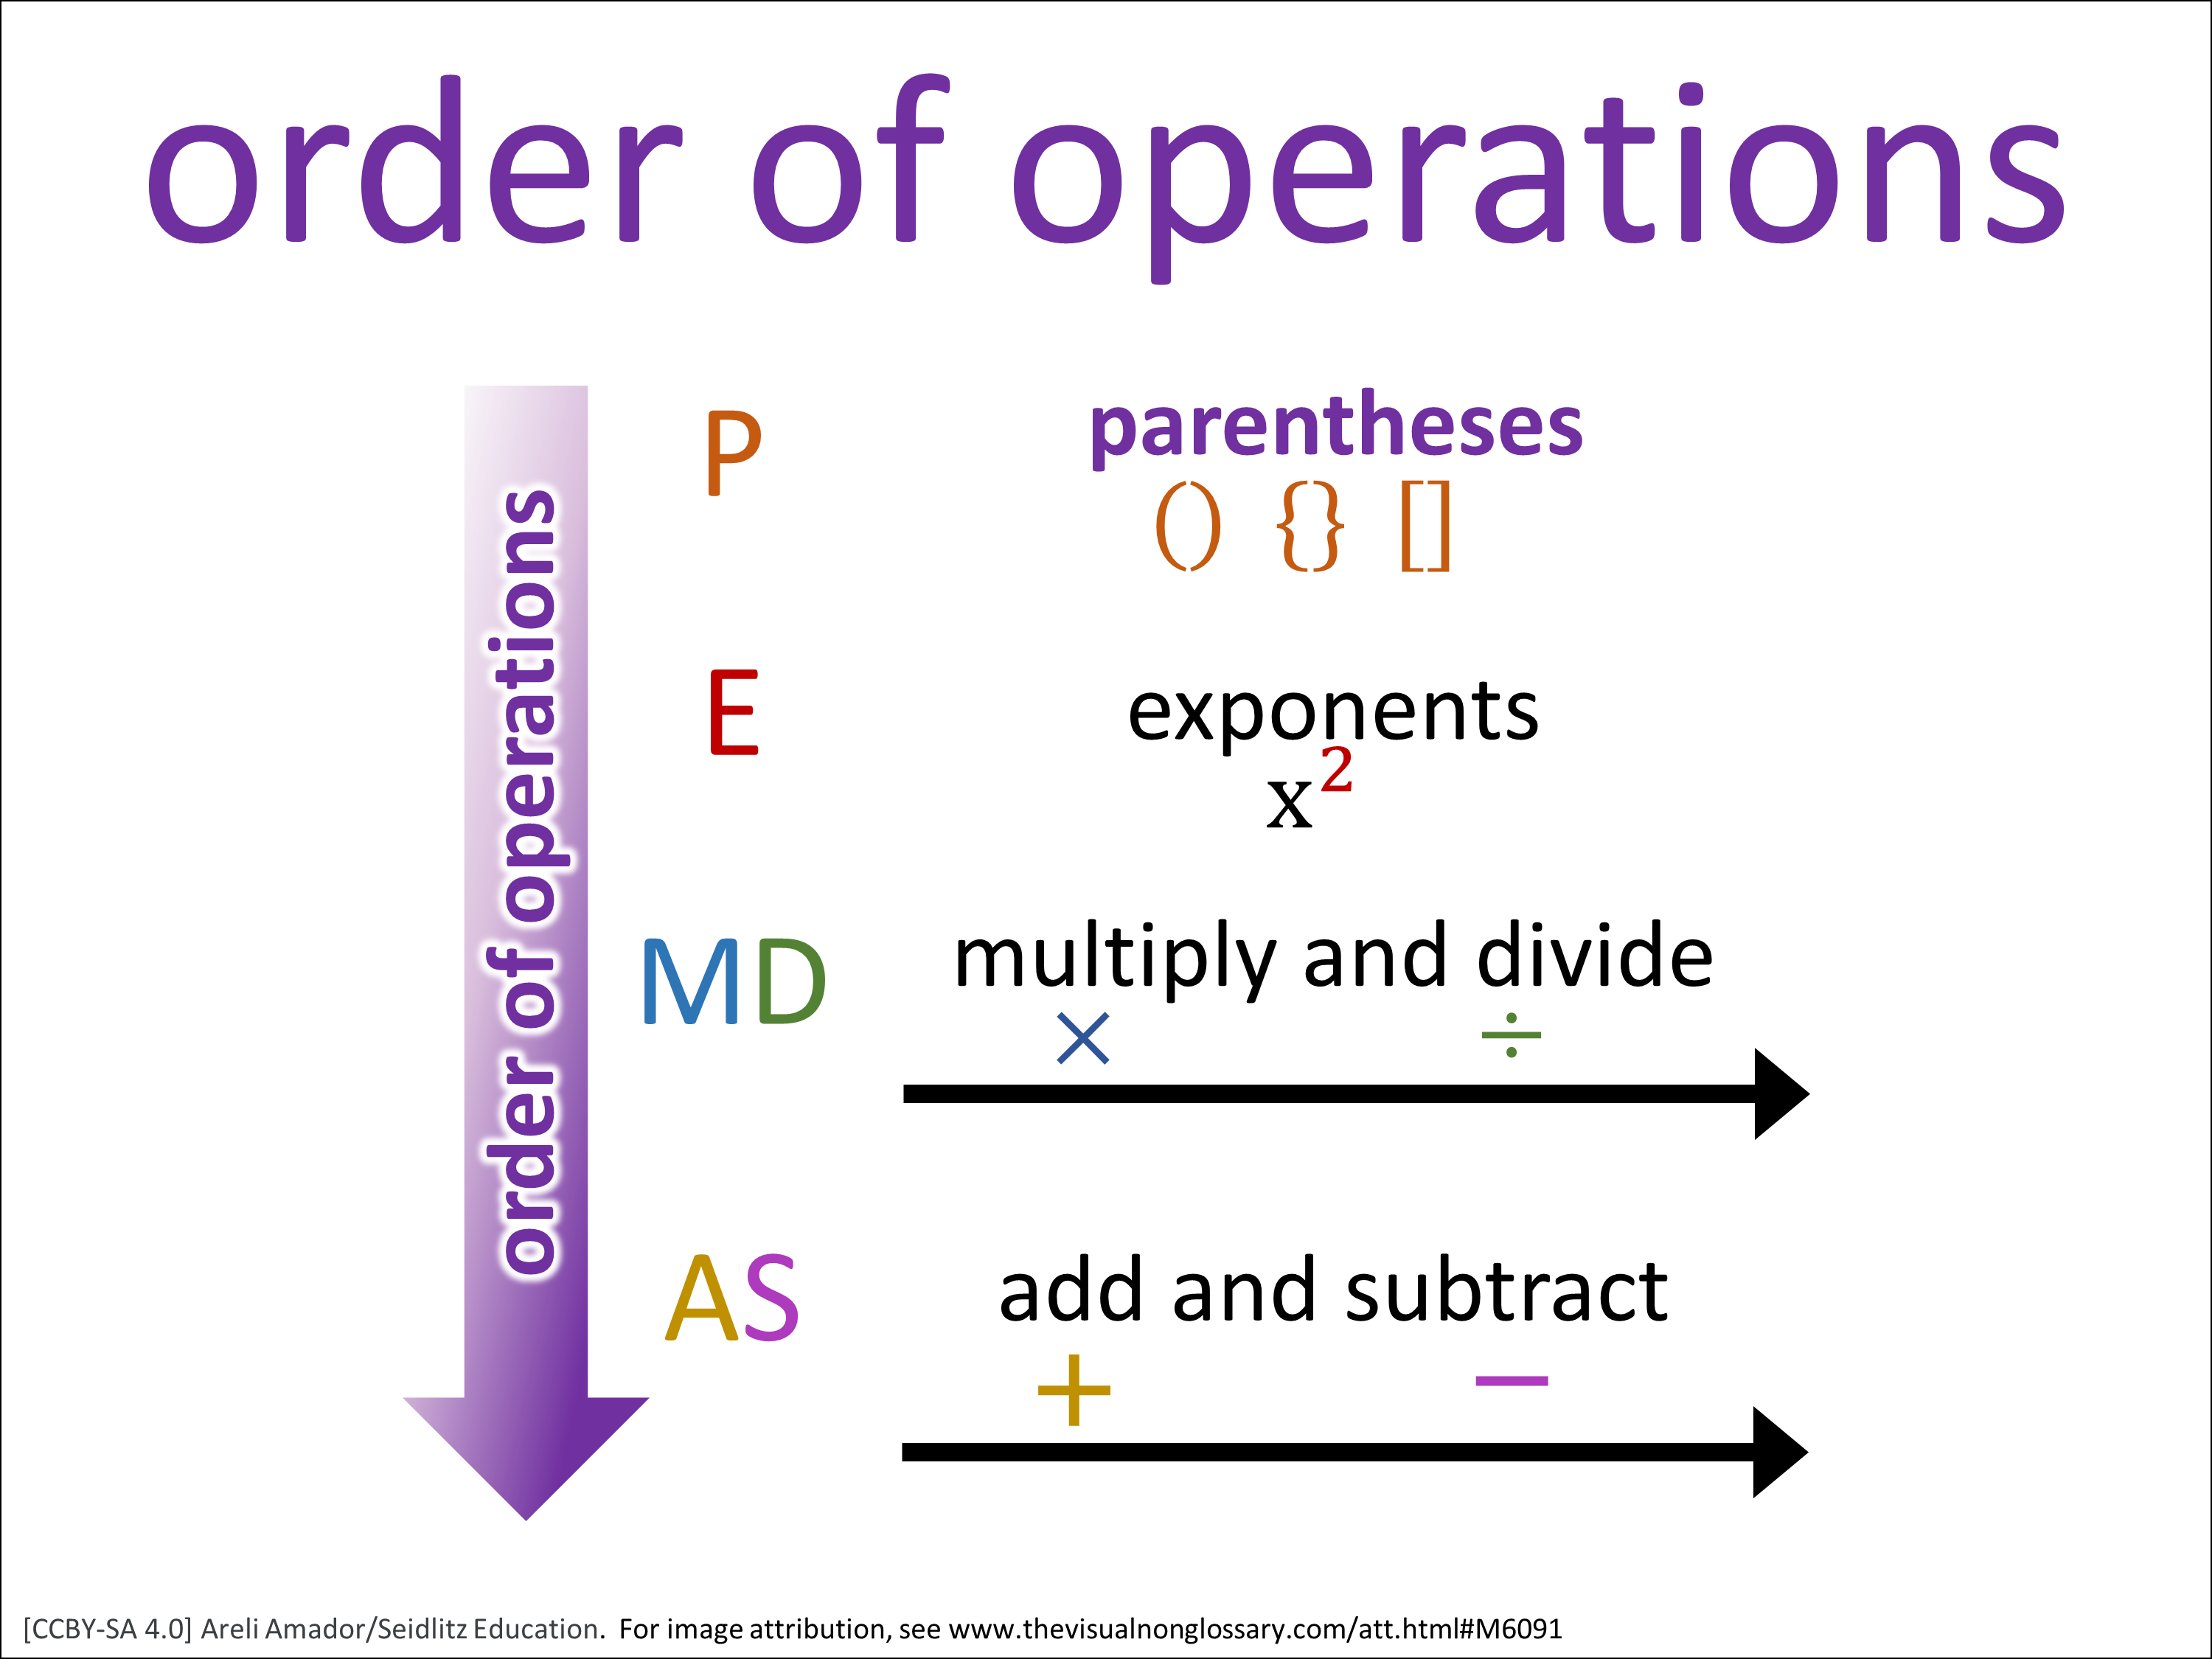 order of operations
order of operations
P parentheses
() {} []
E exponents
x²
MD multiply and divide
× ÷
AS add and subtract
+ −
[CCBY-SA 4.0] Areli Amador/Seidlitz Education. For image attribution, see www.thevisualnonglossary.com/att.html#M6091